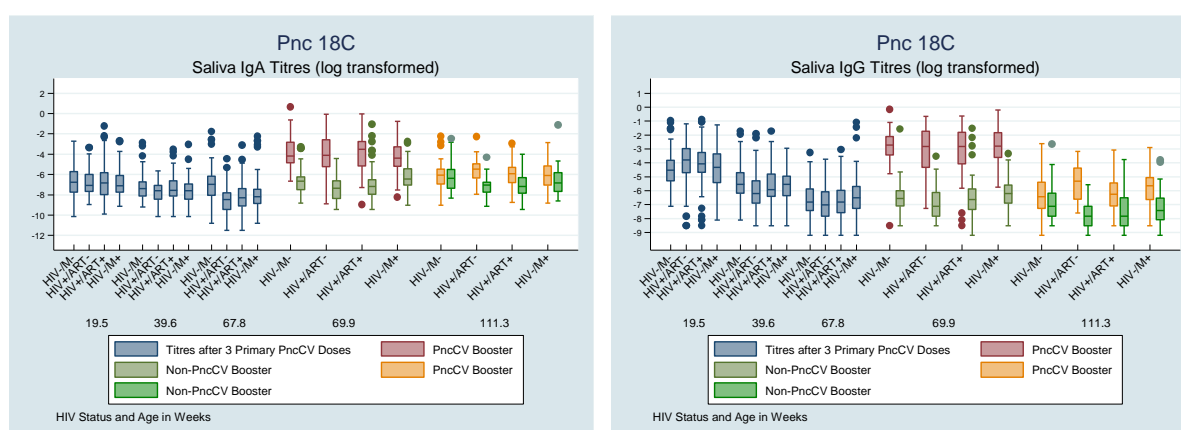 Pnc 18C
Saliva IgA Titres (log transformed)
2
0
-2
-4
-6
-8
-10
-12
HIV-/M- HIV+/ART- HIV+/ART+ HIV-/M+ HIV-/M- HIV+/ART- HIV+/ART+ HIV-/M+ HIV-/M- HIV+/ART- HIV+/ART+ HIV-/M+ HIV-/M- HIV+/ART- HIV+/ART+ HIV-/M+ HIV-/M- HIV+/ART- HIV+/ART+ HIV-/M+
19.5 39.6 67.8 69.9 111.3
Titres after 3 Primary PncCV Doses PncCV Booster
Non-PncCV Booster PncCV Booster
Non-PncCV Booster
HIV Status and Age in Weeks
Pnc 18C
Saliva IgG Titres (log transformed)
1
0
-1
-2
-3
-4
-5
-6
-7
-8
-9
HIV-/M- HIV+/ART- HIV+/ART+ HIV-/M+ HIV-/M- HIV+/ART- HIV+/ART+ HIV-/M+ HIV-/M- HIV+/ART- HIV+/ART+ HIV-/M+ HIV-/M- HIV+/ART- HIV+/ART+ HIV-/M+ HIV-/M- HIV+/ART- HIV+/ART+ HIV-/M+
19.5 39.6 67.8 69.9 111.3
Titres after 3 Primary PncCV Doses PncCV Booster
Non-PncCV Booster PncCV Booster
Non-PncCV Booster
HIV Status and Age in Weeks